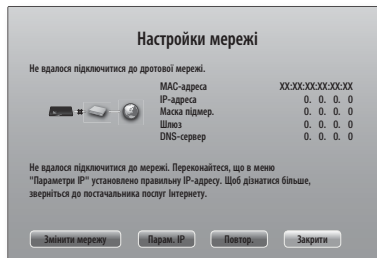 Настройки мережі
Не вдалося підключитися до дротової мережі.
MAC-адреса XX:XX:XX:XX:XX:XX
IP-адреса 0. 0. 0. 0
Маска підмер. 0. 0. 0. 0
Шлюз 0. 0. 0. 0
DNS-сервер 0. 0. 0. 0
Не вдалося підключитися до мережі. Переконайтеся, що в меню
"Параметри IP" установлено правильну IP-адресу. Щоб дізнатися більше,
зверніться до постачальника послуг Інтернету.
Змінити мережу Парам. IP Повтор. Закрити